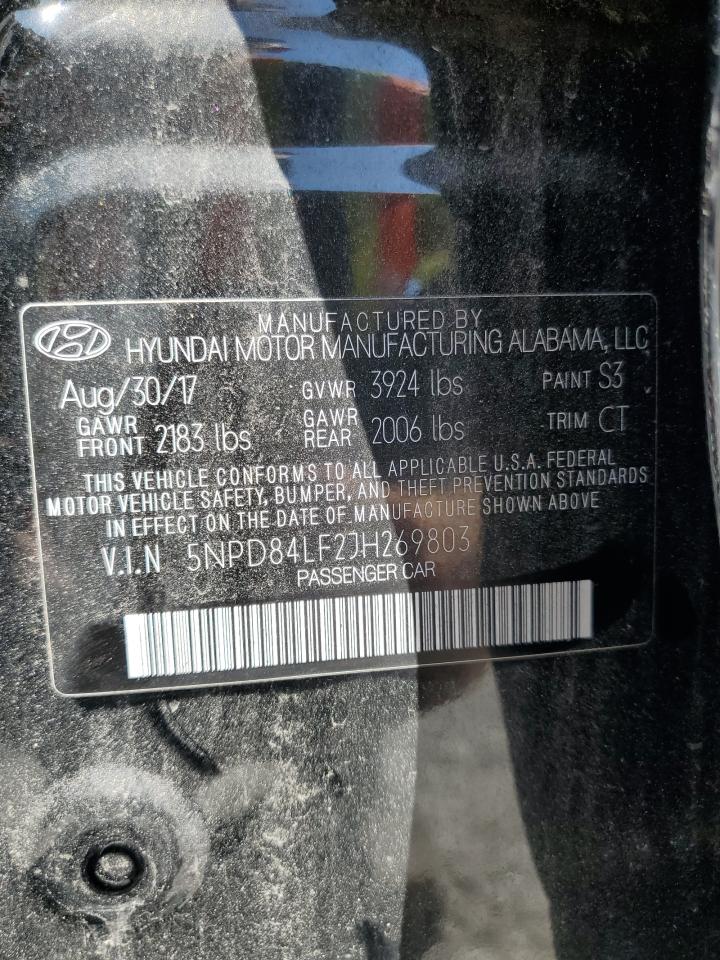 MANUFACTURED BY
HYUNDAI MOTOR MANUFACTURING ALABAMA, LLC
Aug/30/17 GVWR 3924 lbs PAINT S3
GAWR FRONT 2183 lbs GAWR REAR 2006 lbs TRIM CT
THIS VEHICLE CONFORMS TO ALL APPLICABLE U.S.A. FEDERAL
MOTOR VEHICLE SAFETY, BUMPER, AND THEFT PREVENTION STANDARDS
IN EFFECT ON THE DATE OF MANUFACTURE SHOWN ABOVE
V.I.N 5NPD84LF2JH269803
PASSENGER CAR